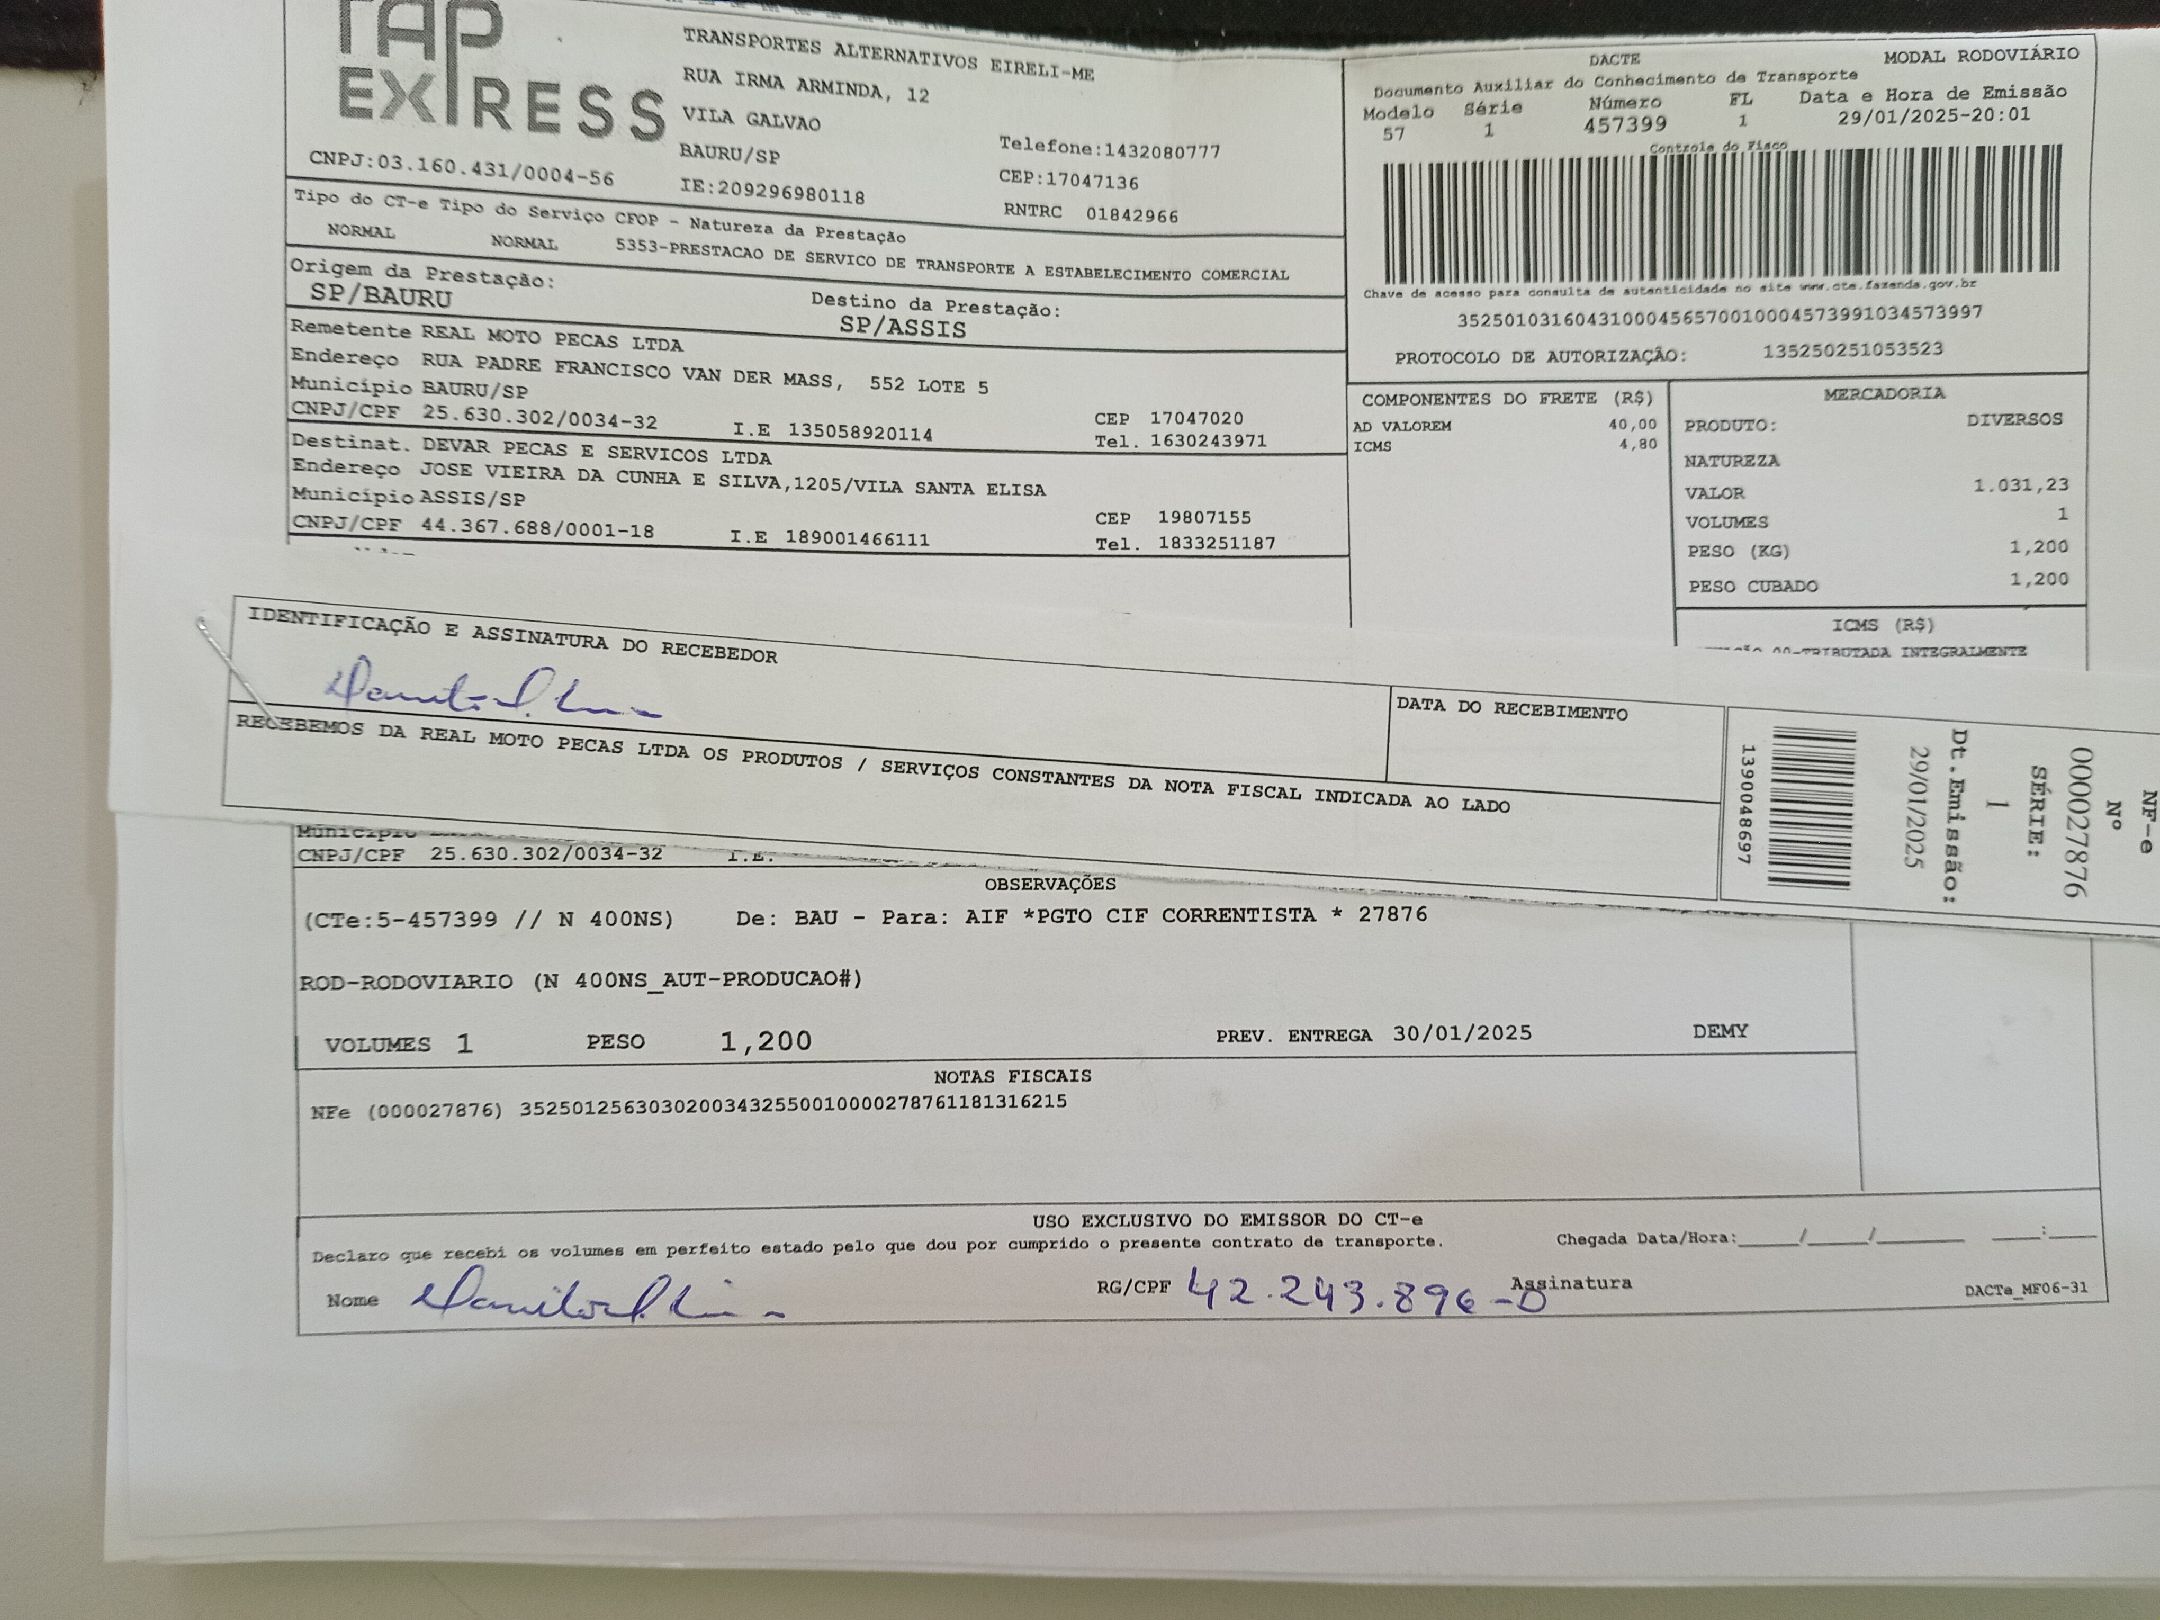 TAP
EXPRESS
CNPJ:03.160.431/0004-56
TRANSPORTES ALTERNATIVOS EIRELI-ME
RUA IRMA ARMINDA, 12
VILA GALVAO
BAURU/SP
IE:209296980118
Telefone:1432080777
CEP:17047136
RNTRC 01842966
DACTE
MODAL RODOVIÁRIO
Documento Auxiliar do Conhecimento de Transporte
Modelo Série Número FL Data e Hora de Emissão
57 1 457399 1 29/01/2025-20:01
Controle do Fisco
Chave de acesso para consulta de autenticidade no site www.cte.fazenda.gov.br
35250103160431000456570010004573991034573997
PROTOCOLO DE AUTORIZAÇÃO: 135250251053523
Tipo do CT-e Tipo do Serviço CFOP - Natureza da Prestação
NORMAL NORMAL 5353-PRESTACAO DE SERVICO DE TRANSPORTE A ESTABELECIMENTO COMERCIAL
Origem da Prestação:
SP/BAURU
Destino da Prestação:
SP/ASSIS
Remetente REAL MOTO PECAS LTDA
Endereço RUA PADRE FRANCISCO VAN DER MASS, 552 LOTE 5
Município BAURU/SP
CEP 17047020
CNPJ/CPF 25.630.302/0034-32 I.E 135058920114 Tel. 1630243971
Destinat. DEVAR PECAS E SERVICOS LTDA
Endereço JOSE VIEIRA DA CUNHA E SILVA,1205/VILA SANTA ELISA
Município ASSIS/SP
CEP 19807155
CNPJ/CPF 44.367.688/0001-18 I.E 189001466111 Tel. 1833251187
COMPONENTES DO FRETE (R$)
AD VALOREM 40,00
ICMS 4,80
MERCADORIA
PRODUTO: DIVERSOS
NATUREZA
VALOR 1.031,23
VOLUMES 1
PESO (KG) 1,200
PESO CUBADO 1,200
ICMS (R$)
00-TRIBUTADA INTEGRALMENTE
IDENTIFICAÇÃO E ASSINATURA DO RECEBEDOR
DATA DO RECEBIMENTO
RECEBEMOS DA REAL MOTO PECAS LTDA OS PRODUTOS / SERVIÇOS CONSTANTES DA NOTA FISCAL INDICADA AO LADO
NF-e
Nº
000027876
SÉRIE:
1
Dt.Emissão:
29/01/2025
1390048697
Município
CNPJ/CPF 25.630.302/0034-32 I.E.
OBSERVAÇÕES
(CTe:5-457399 // N 400NS) De: BAU - Para: AIF *PGTO CIF CORRENTISTA * 27876
ROD-RODOVIARIO (N 400NS_AUT-PRODUCAO#)
VOLUMES 1 PESO 1,200 PREV. ENTREGA 30/01/2025 DEMY
NOTAS FISCAIS
NFe (000027876) 35250125630302003432550010000278761181316215
USO EXCLUSIVO DO EMISSOR DO CT-e
Declaro que recebi os volumes em perfeito estado pelo que dou por cumprido o presente contrato de transporte. Chegada Data/Hora:_____/_____/________ ____:____
Nome RG/CPF 42.243.896-0 Assinatura
DACTe_MF06-31